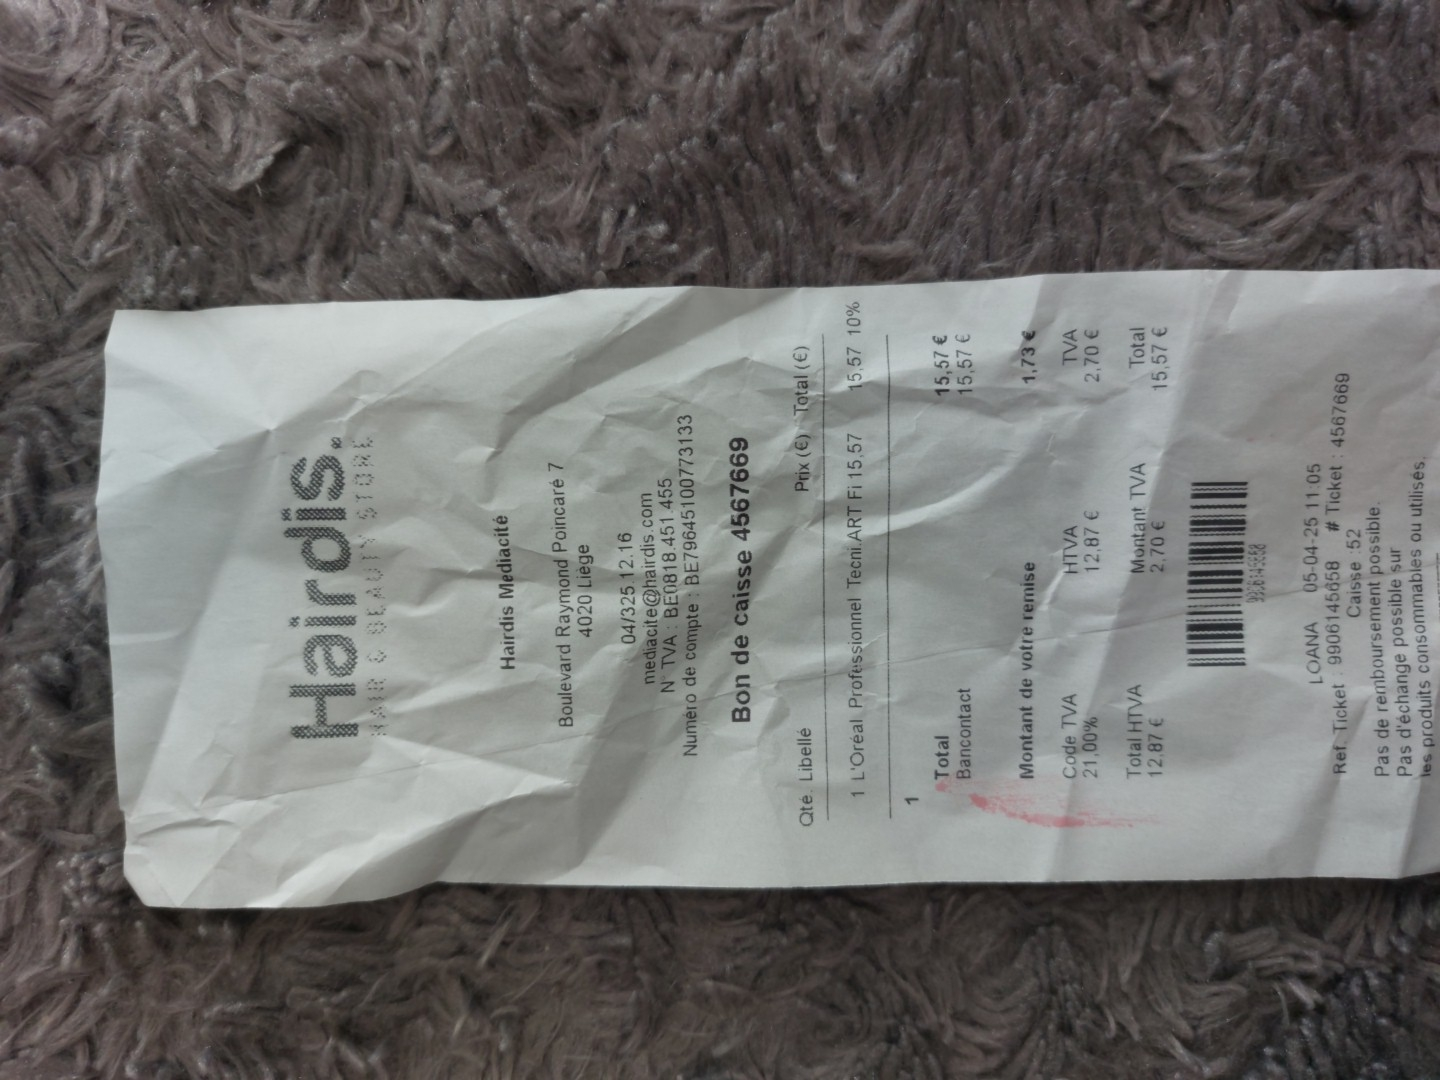 Hairdis.
HAIR & BEAUTY STORE
Hairdis Mediacité
Boulevard Raymond Poincaré 7
4020 Liège
04/325.12.16
mediacite@hairdis.com
N° TVA : BE0818.451.455
Numéro de compte : BE79645100773133
Bon de caisse 4567669
Qté. Libellé Prix (€) Total (€)
1 L'Oréal Professionnel Tecni.ART Fi 15,57 15,57 10%
1
Total 15,57 €
Bancontact 15,57 €
Montant de votre remise 1,73 €
Code TVA HTVA TVA
21,00% 12,87 € 2,70 €
Total HTVA Montant TVA Total
12,87 € 2,70 € 15,57 €
LOANA 05-04-25 11:05
Ref. Ticket : 9906145658 # Ticket : 4567669
Caisse :52
Pas de remboursement possible.
Pas d'échange possible sur
les produits consommables ou utilisés.